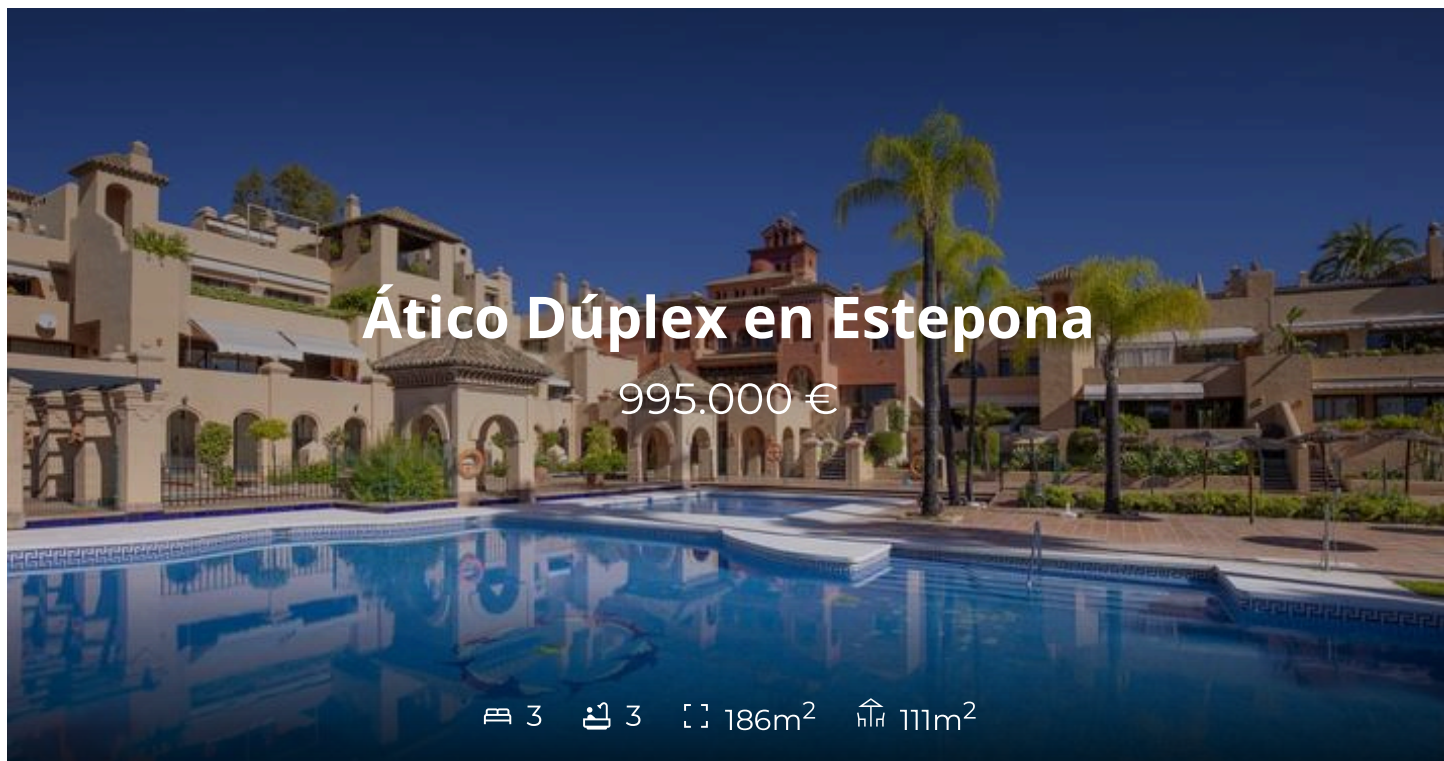 Ático Dúplex en Estepona
995.000 €
3 3 186m² 111m²